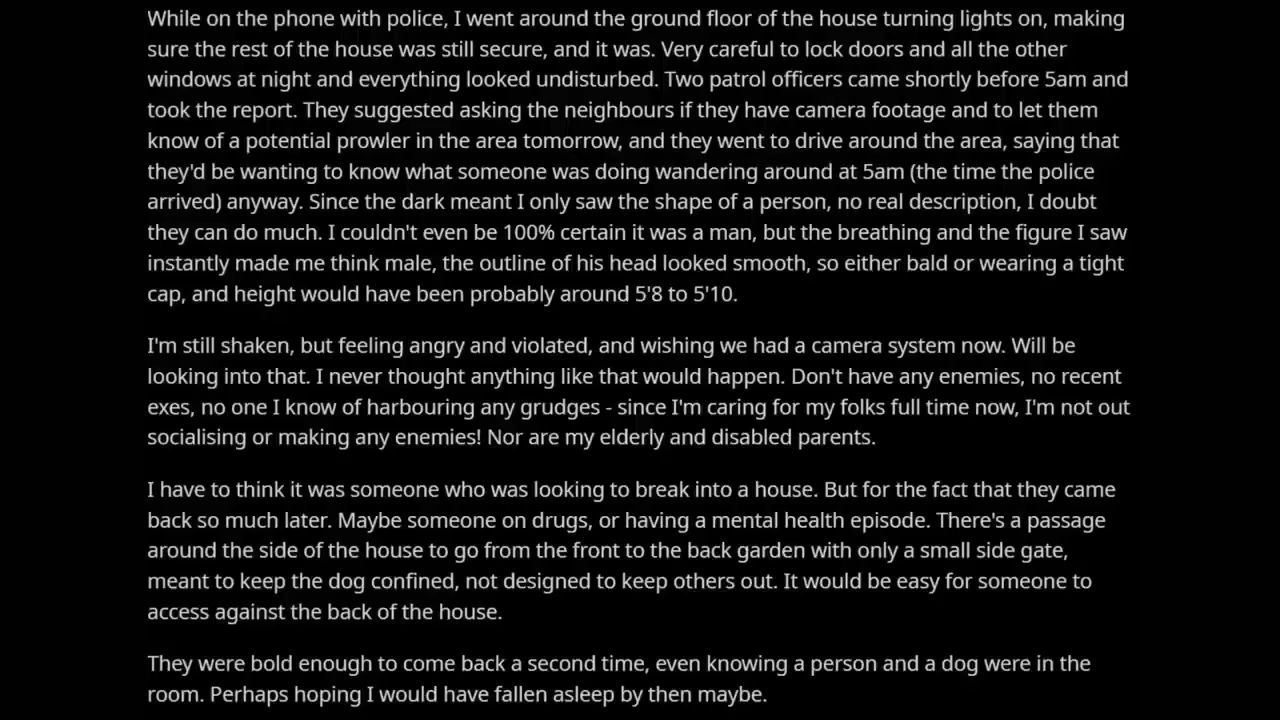 While on the phone with police, I went around the ground floor of the house turning lights on, making
sure the rest of the house was still secure, and it was. Very careful to lock doors and all the other
windows at night and everything looked undisturbed. Two patrol officers came shortly before 5am and
took the report. They suggested asking the neighbours if they have camera footage and to let them
know of a potential prowler in the area tomorrow, and they went to drive around the area, saying that
they'd be wanting to know what someone was doing wandering around at 5am (the time the police
arrived) anyway. Since the dark meant I only saw the shape of a person, no real description, I doubt
they can do much. I couldn't even be 100% certain it was a man, but the breathing and the figure I saw
instantly made me think male, the outline of his head looked smooth, so either bald or wearing a tight
cap, and height would have been probably around 5'8 to 5'10.
I'm still shaken, but feeling angry and violated, and wishing we had a camera system now. Will be
looking into that. I never thought anything like that would happen. Don't have any enemies, no recent
exes, no one I know of harbouring any grudges - since I'm caring for my folks full time now, I'm not out
socialising or making any enemies! Nor are my elderly and disabled parents.
I have to think it was someone who was looking to break into a house. But for the fact that they came
back so much later. Maybe someone on drugs, or having a mental health episode. There's a passage
around the side of the house to go from the front to the back garden with only a small side gate,
meant to keep the dog confined, not designed to keep others out. It would be easy for someone to
access against the back of the house.
They were bold enough to come back a second time, even knowing a person and a dog were in the
room. Perhaps hoping I would have fallen asleep by then maybe.